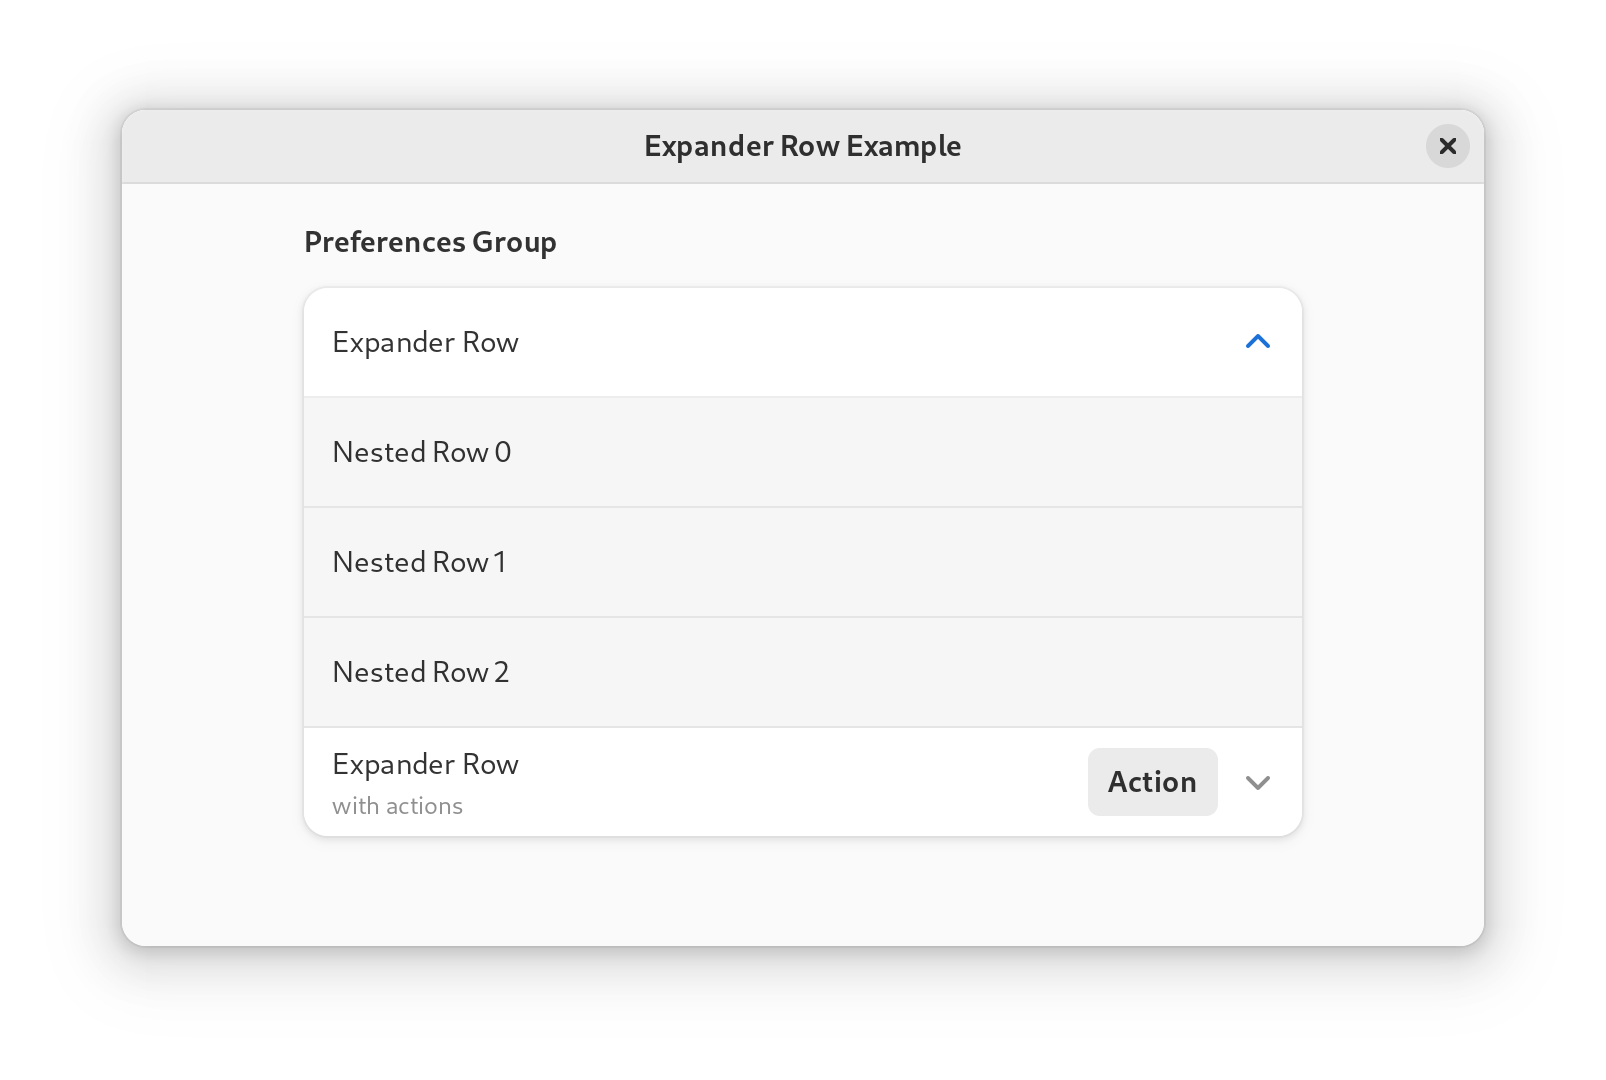 Expander Row Example
Preferences Group
Expander Row
Nested Row 0
Nested Row 1
Nested Row 2
Expander Row
with actions
Action